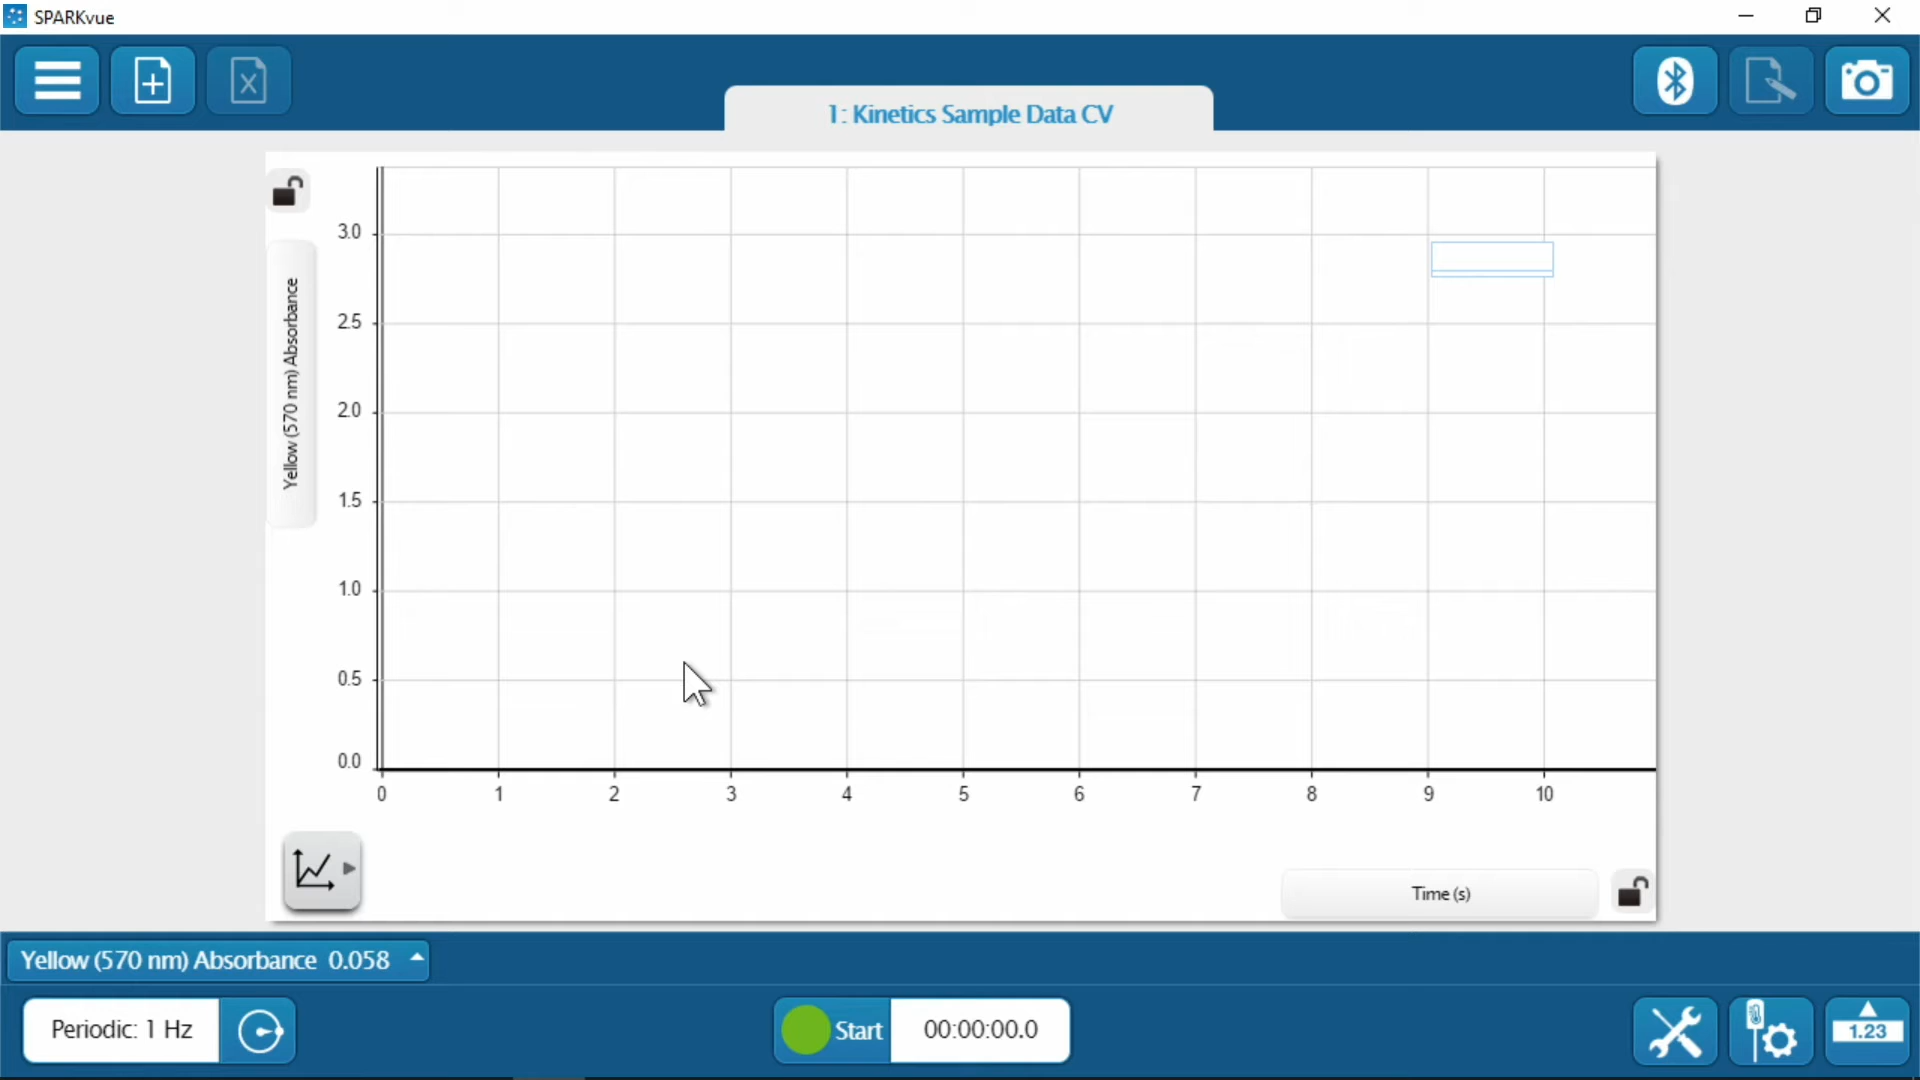 SPARKvue
1: Kinetics Sample Data CV
Yellow (570 nm) Absorbance
3.0
2.5
2.0
1.5
1.0
0.5
0.0
0 1 2 3 4 5 6 7 8 9 10
Time (s)
Yellow (570 nm) Absorbance 0.058
Periodic: 1 Hz
Start 00:00:00.0
1.23